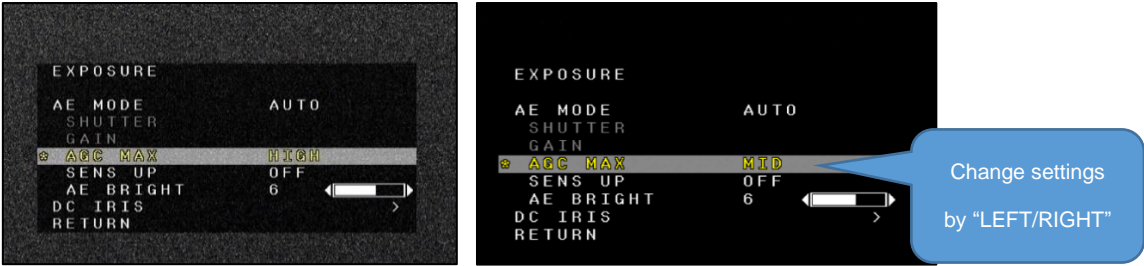 EXPOSURE
AE MODE AUTO
SHUTTER
GAIN
AGC MAX HIGH
SENS UP OFF
AE BRIGHT 6
DC IRIS >
RETURN
EXPOSURE
AE MODE AUTO
SHUTTER
GAIN
AGC MAX MID
SENS UP OFF
AE BRIGHT 6
DC IRIS >
RETURN
Change settings
by “LEFT/RIGHT”